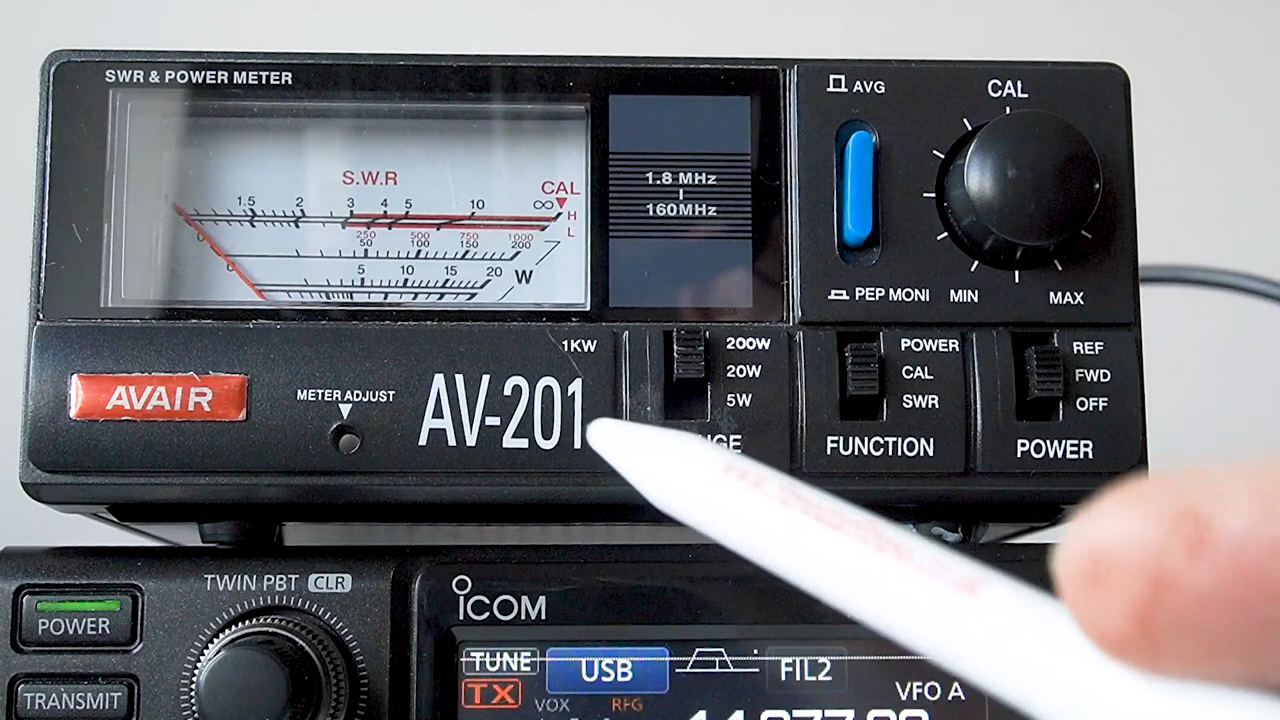 SWR & POWER METER
S.W.R
CAL
1.5 2 3 4 5 10 ∞
H
L
250 500 750 1000
50 100 150 200
0
5 10 15 20
W
0
1.8 MHz
160MHz
AVG
PEP MONI
CAL
MIN MAX
AVAIR
METER ADJUST
AV-201
1KW
200W
20W
5W
POWER
CAL
SWR
FUNCTION
REF
FWD
OFF
POWER
TWIN PBT CLR
POWER
TRANSMIT
ICOM
TUNE USB FIL2
TX VOX RFG
VFO A